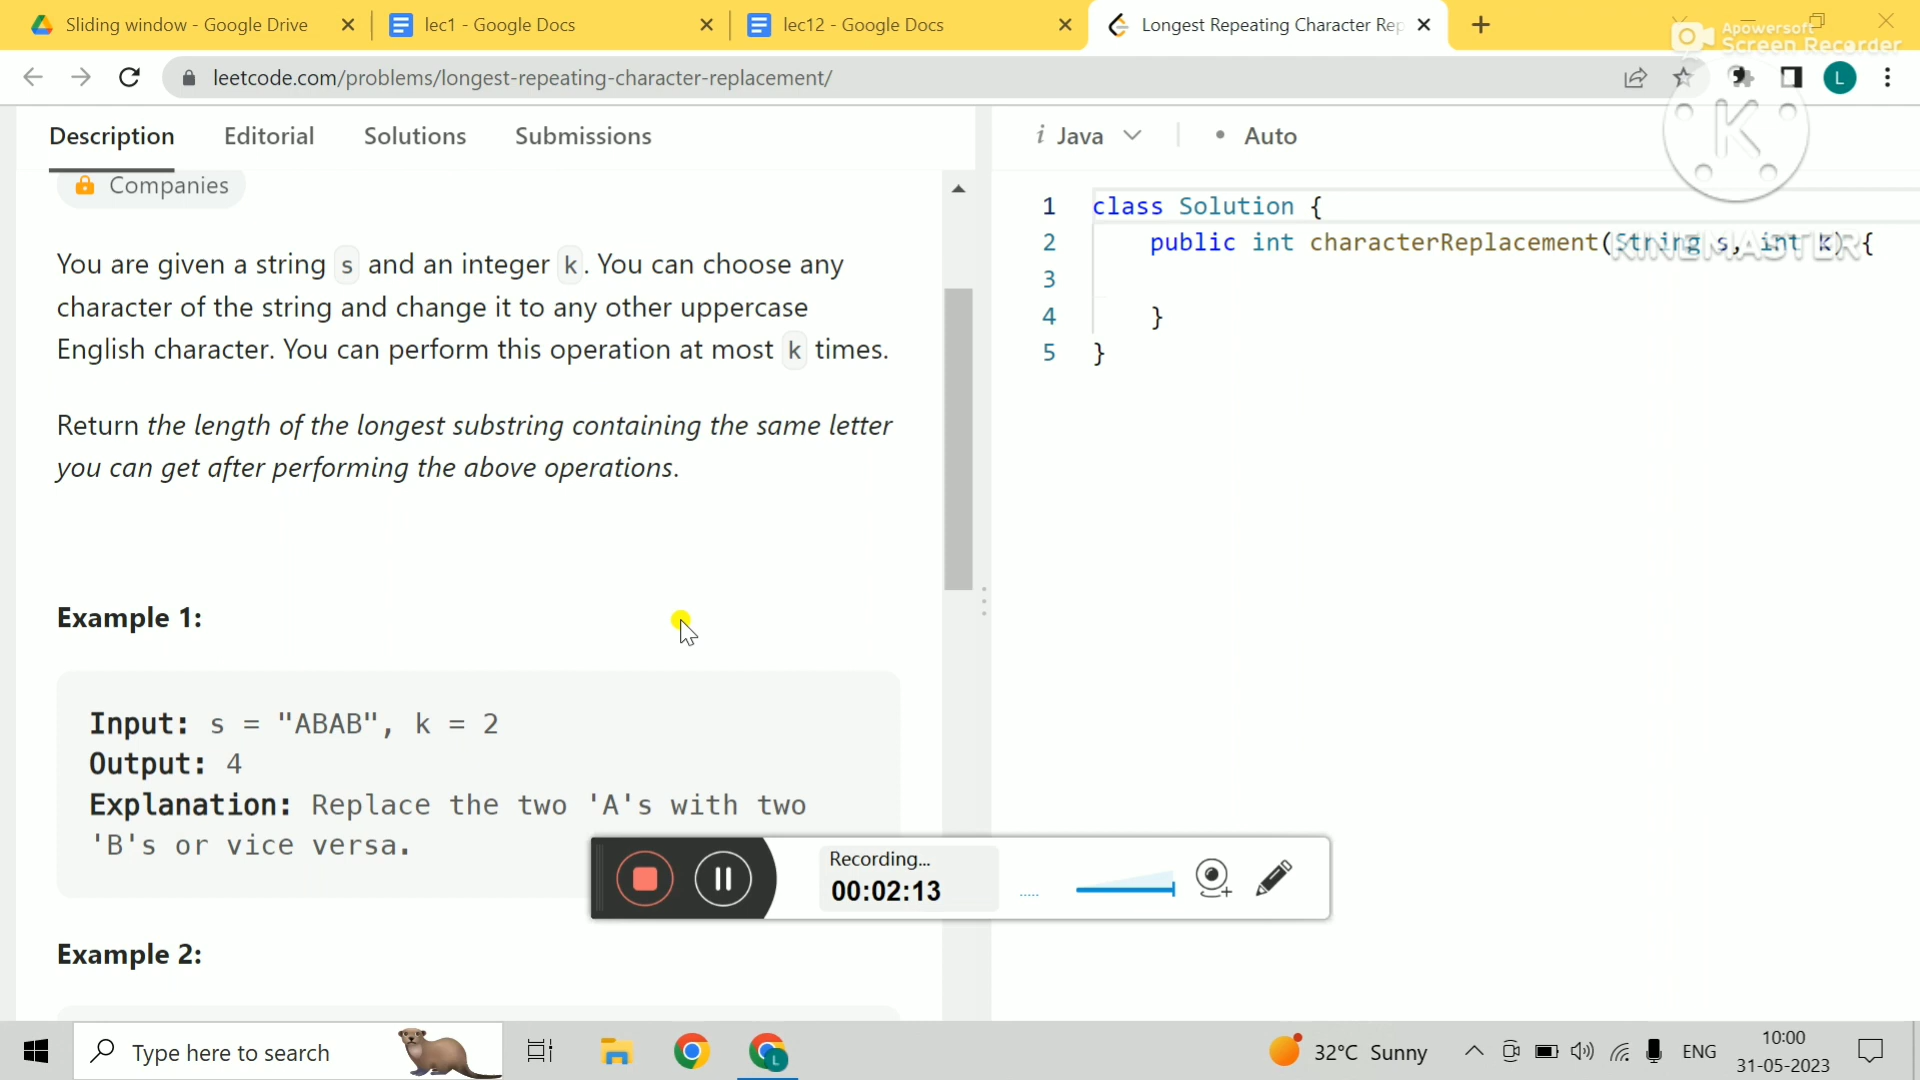 Sliding window - Google Drive
lec1 - Google Docs
lec12 - Google Docs
Longest Repeating Character Rep
Apowersoft
Screen Recorder
leetcode.com/problems/longest-repeating-character-replacement/
L
Description
Editorial
Solutions
Submissions
i Java
• Auto
K
KINEMASTER
Companies
You are given a string s and an integer k. You can choose any
character of the string and change it to any other uppercase
English character. You can perform this operation at most k times.
Return the length of the longest substring containing the same letter
you can get after performing the above operations.
Example 1:
Input: s = "ABAB", k = 2
Output: 4
Explanation: Replace the two 'A's with two
'B's or vice versa.
Example 2:
1 class Solution {
2 public int characterReplacement(String s, int k) {
3
4 }
5 }
Recording...
00:02:13
Type here to search
L
32°C Sunny
ENG
10:00
31-05-2023